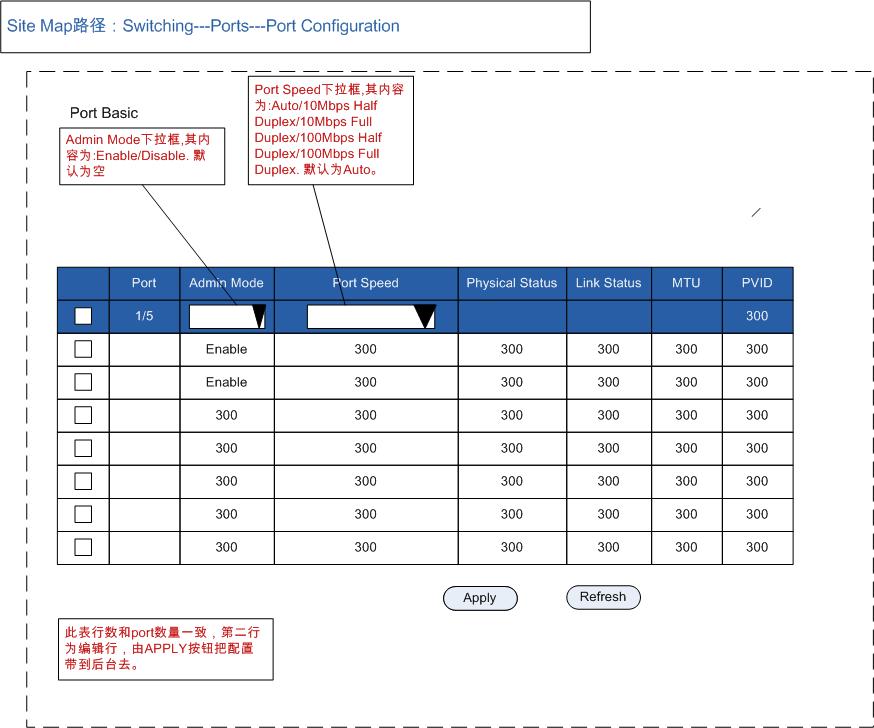 Site Map路径：Switching---Ports---Port Configuration
Port Speed下拉框,其内容
为:Auto/10Mbps Half
Duplex/10Mbps Full
Duplex/100Mbps Half
Duplex/100Mbps Full
Duplex. 默认为Auto。
Port Basic
Admin Mode下拉框,其内
容为:Enable/Disable. 默
认为空
Port Admin Mode Port Speed Physical Status Link Status MTU PVID
1/5 300
Enable 300 300 300 300 300
Enable 300 300 300 300 300
300 300 300 300 300 300
300 300 300 300 300 300
300 300 300 300 300 300
300 300 300 300 300 300
300 300 300 300 300 300
Apply Refresh
此表行数和port数量一致，第二行
为编辑行，由APPLY按钮把配置
带到后台去。